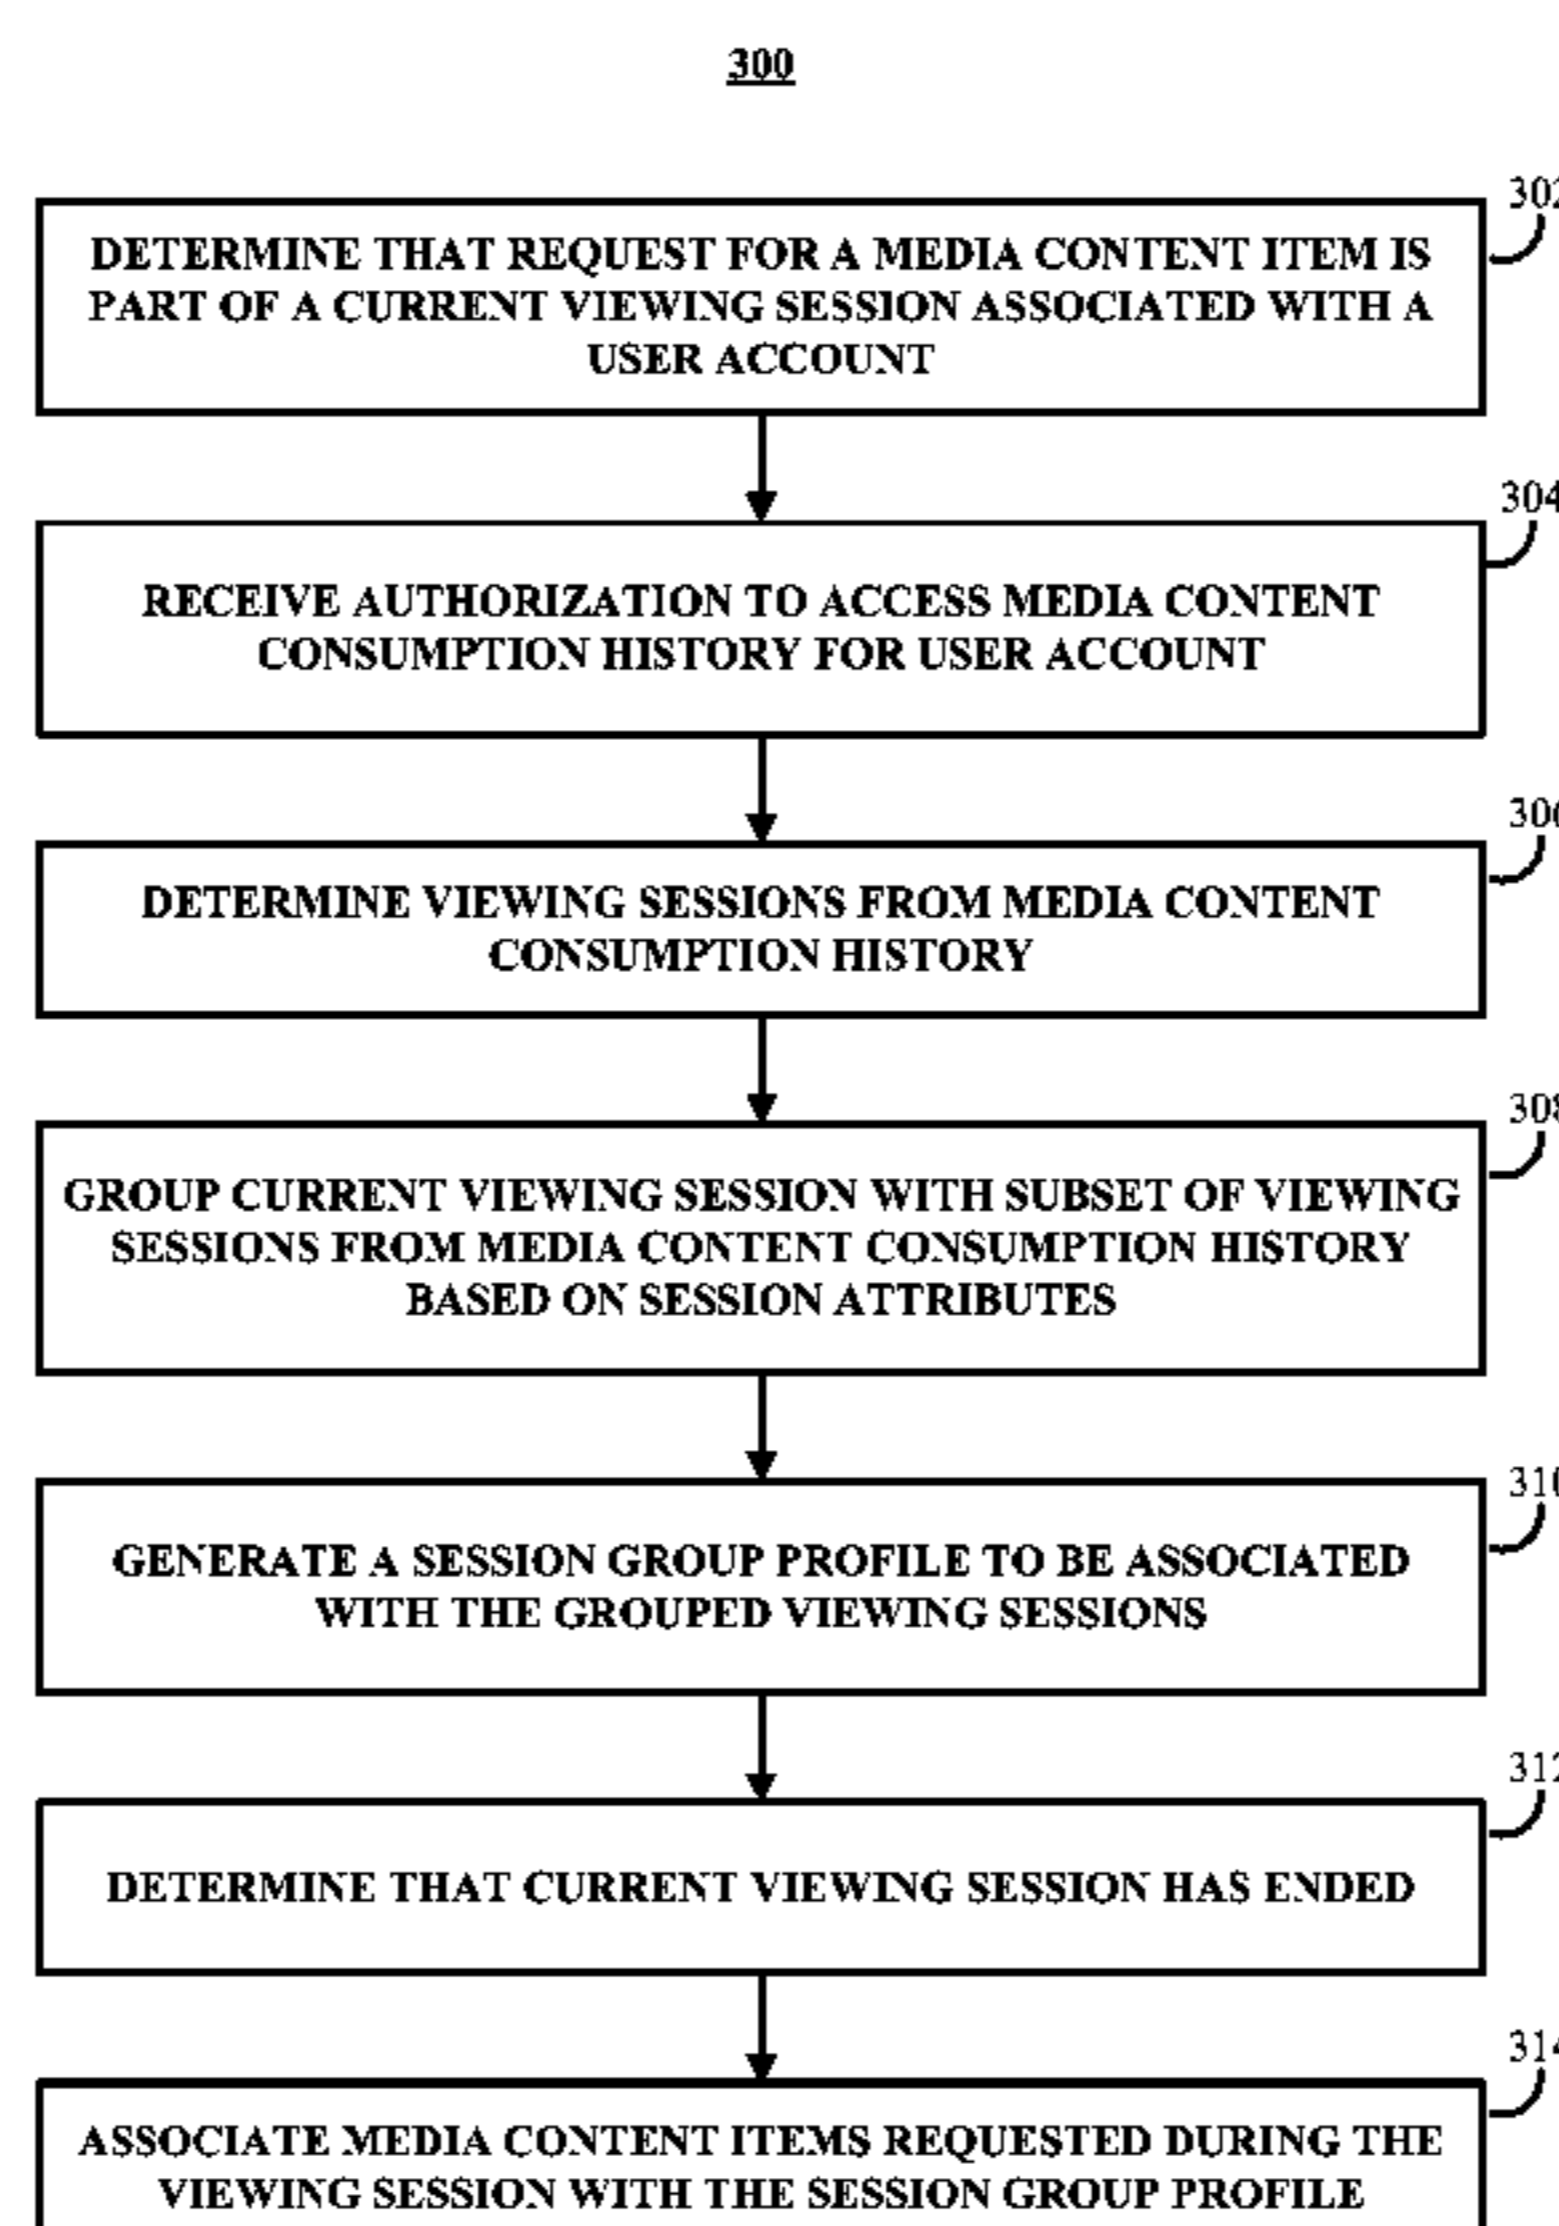 300
302
DETERMINE THAT REQUEST FOR A MEDIA CONTENT ITEM IS
PART OF A CURRENT VIEWING SESSION ASSOCIATED WITH A
USER ACCOUNT
304
RECEIVE AUTHORIZATION TO ACCESS MEDIA CONTENT
CONSUMPTION HISTORY FOR USER ACCOUNT
306
DETERMINE VIEWING SESSIONS FROM MEDIA CONTENT
CONSUMPTION HISTORY
308
GROUP CURRENT VIEWING SESSION WITH SUBSET OF VIEWING
SESSIONS FROM MEDIA CONTENT CONSUMPTION HISTORY
BASED ON SESSION ATTRIBUTES
310
GENERATE A SESSION GROUP PROFILE TO BE ASSOCIATED
WITH THE GROUPED VIEWING SESSIONS
312
DETERMINE THAT CURRENT VIEWING SESSION HAS ENDED
314
ASSOCIATE MEDIA CONTENT ITEMS REQUESTED DURING THE
VIEWING SESSION WITH THE SESSION GROUP PROFILE